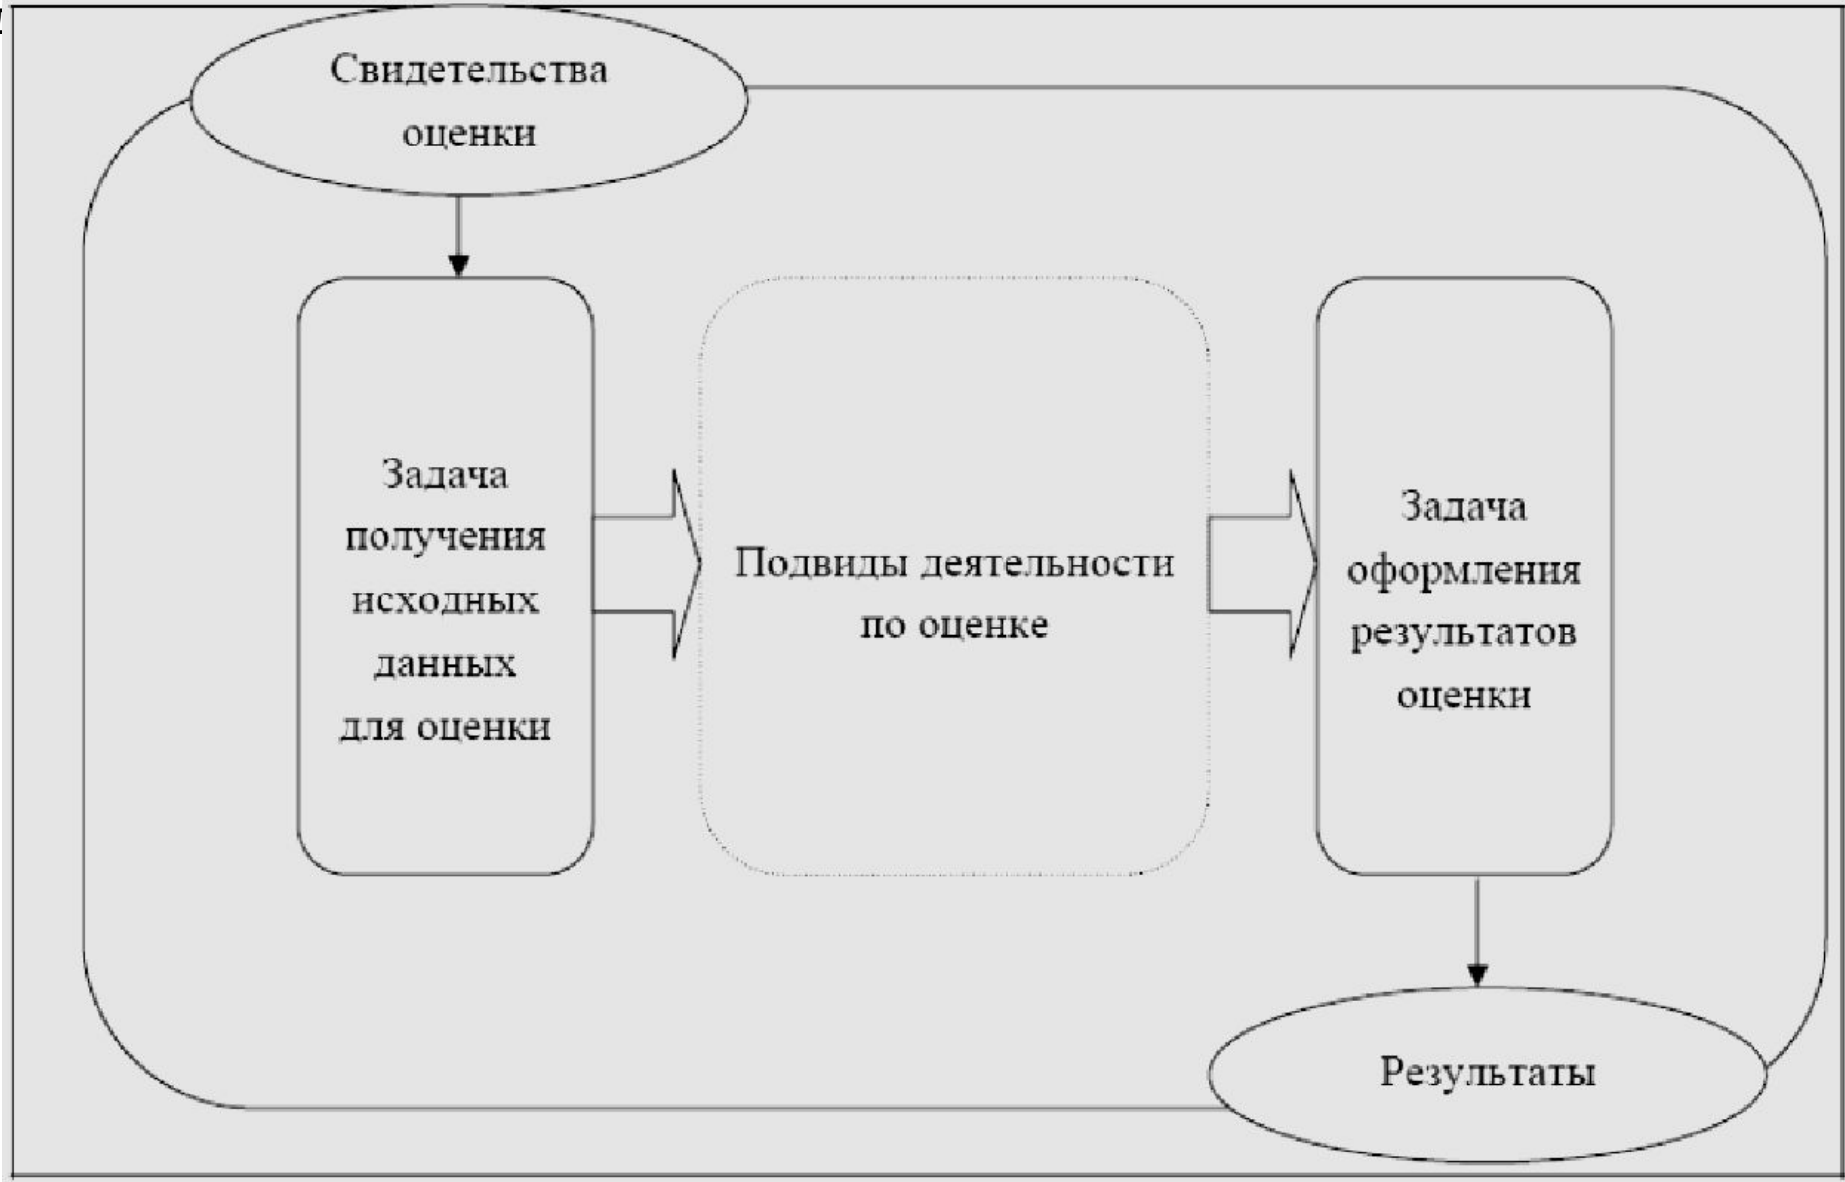 Свидетельства
оценки
Задача
получения
исходных
данных
для оценки
Подвиды деятельности
по оценке
Задача
оформления
результатов
оценки
Результаты